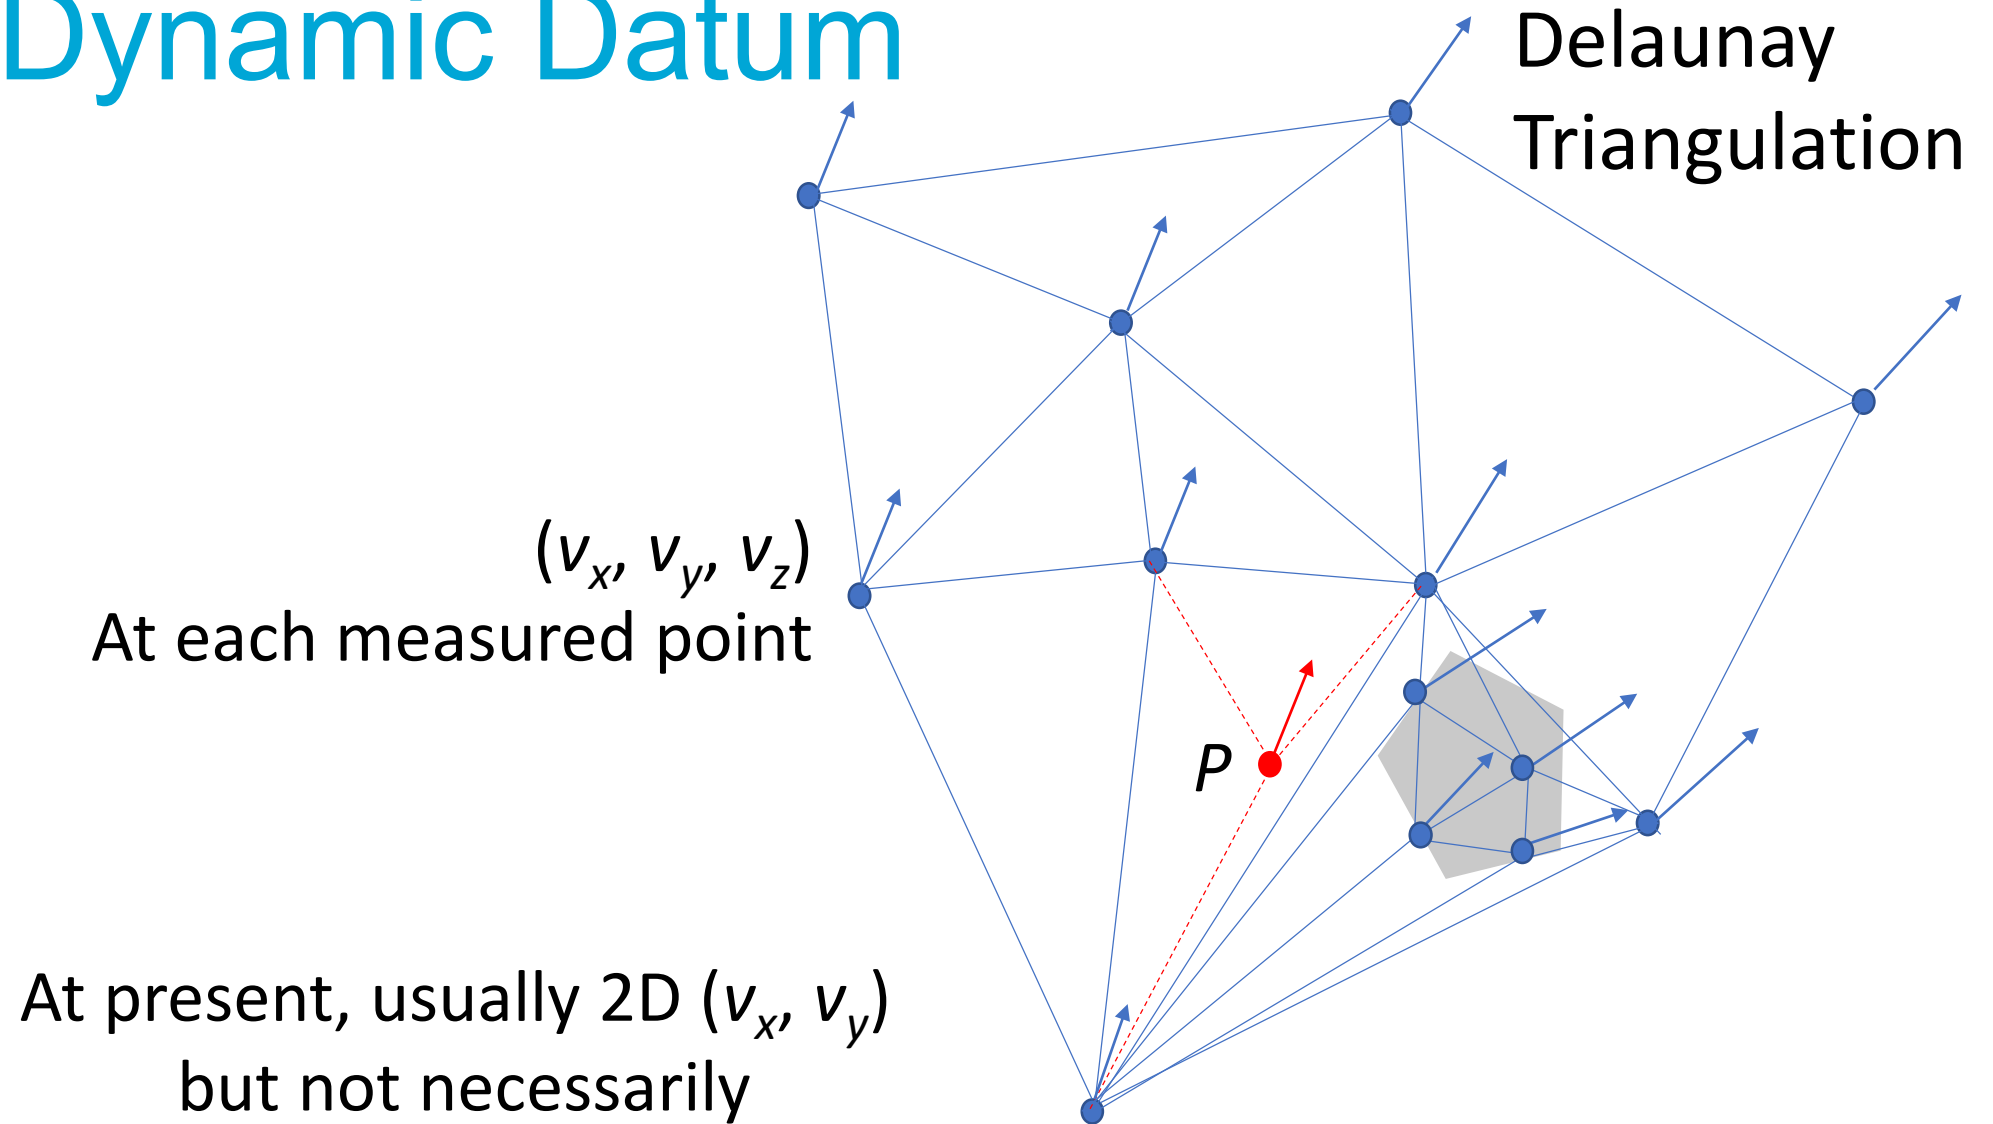 Dynamic Datum
Delaunay
Triangulation
(vx, vy, vz)
At each measured point
P
At present, usually 2D (vx, vy)
but not necessarily